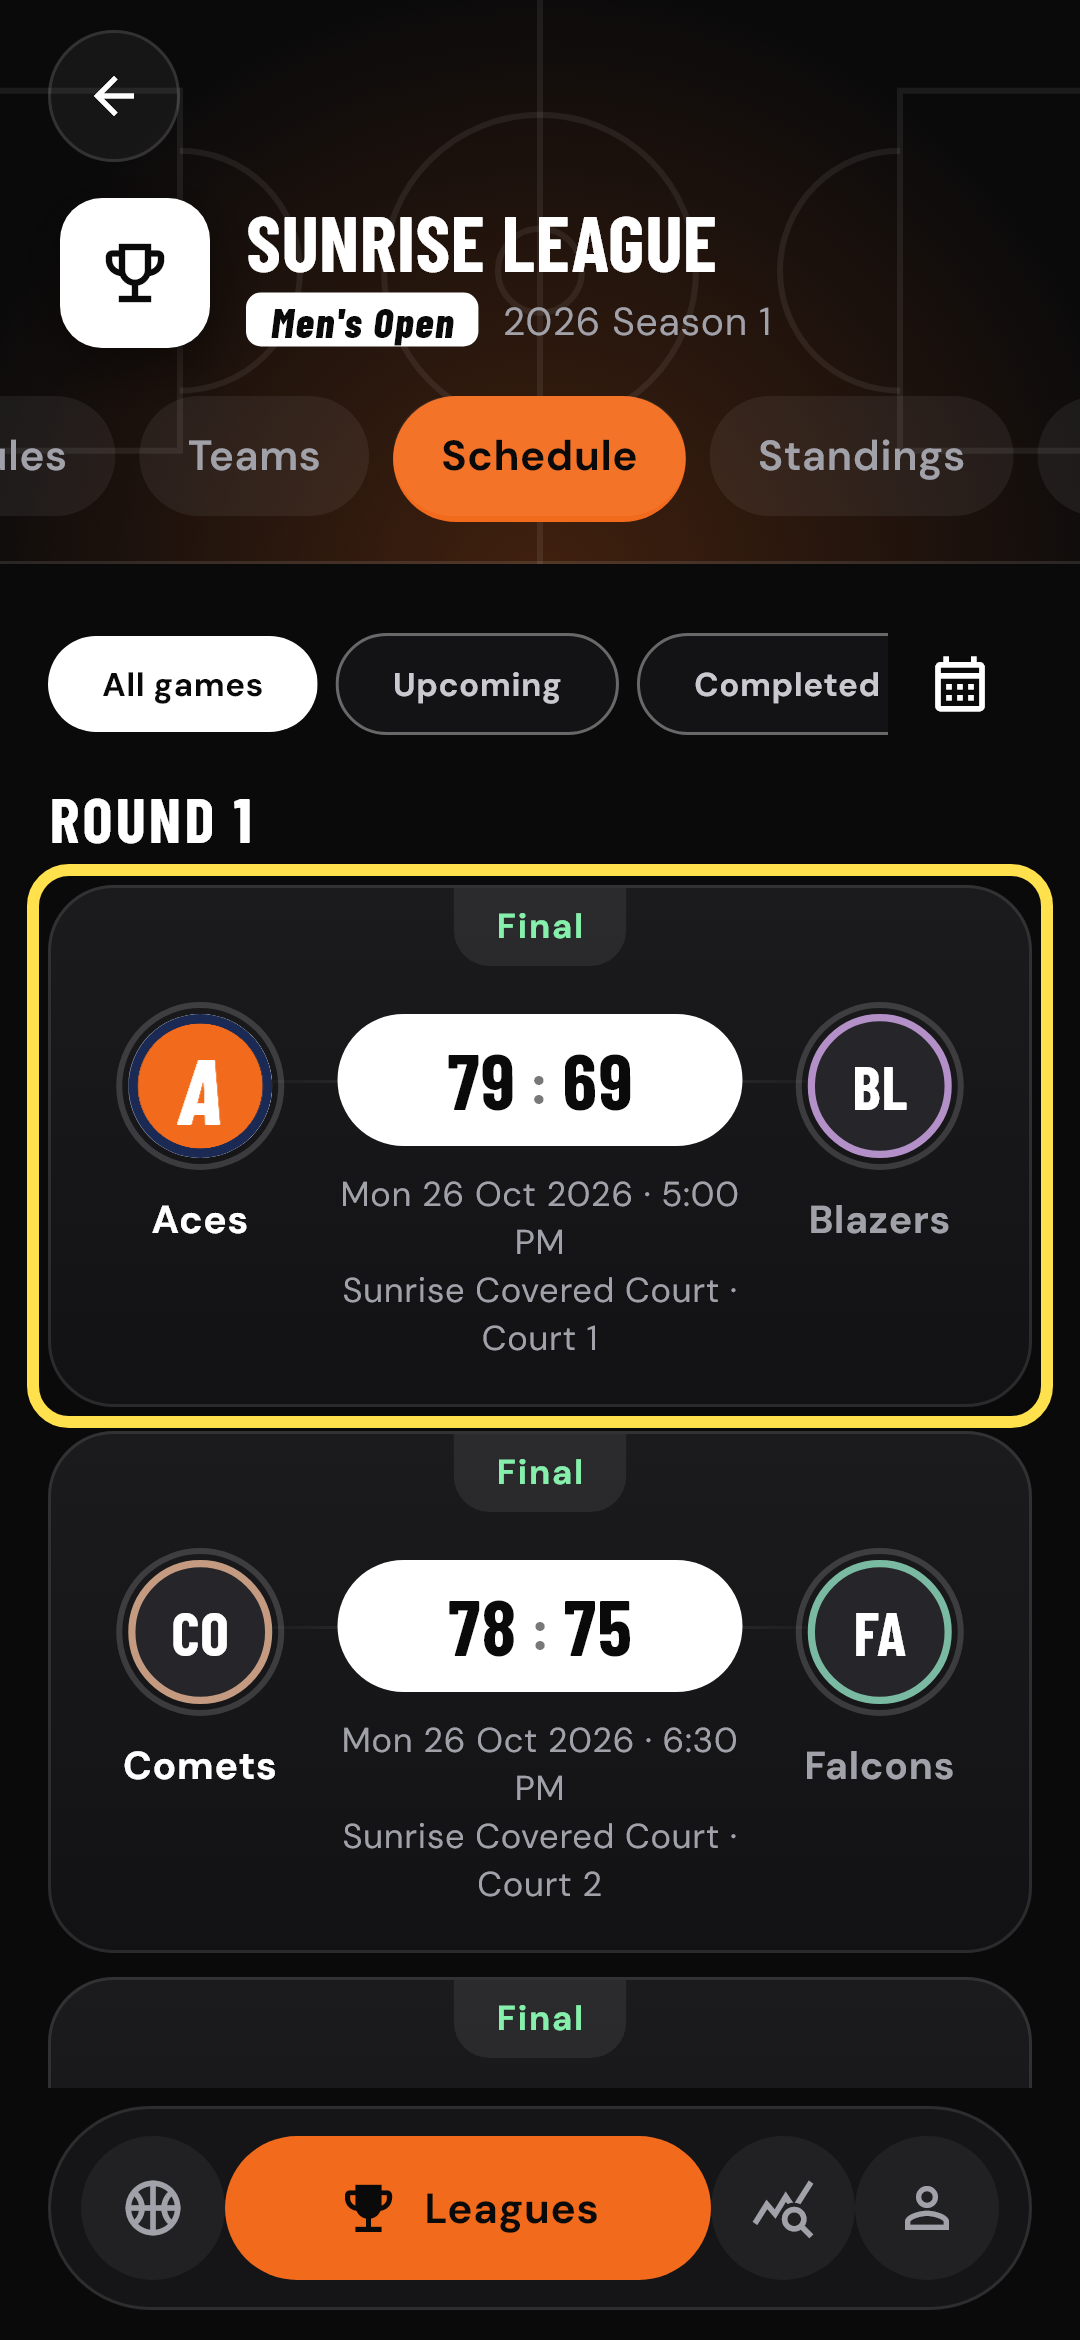 SUNRISE LEAGUE
Men's Open 2026 Season 1
Teams Schedule Standings
All games Upcoming Completed
ROUND 1
Final
A 79 : 69 BL
Aces Blazers
Mon 26 Oct 2026 · 5:00
PM
Sunrise Covered Court ·
Court 1
Final
CO 78 : 75 FA
Comets Falcons
Mon 26 Oct 2026 · 6:30
PM
Sunrise Covered Court ·
Court 2
Final
Leagues